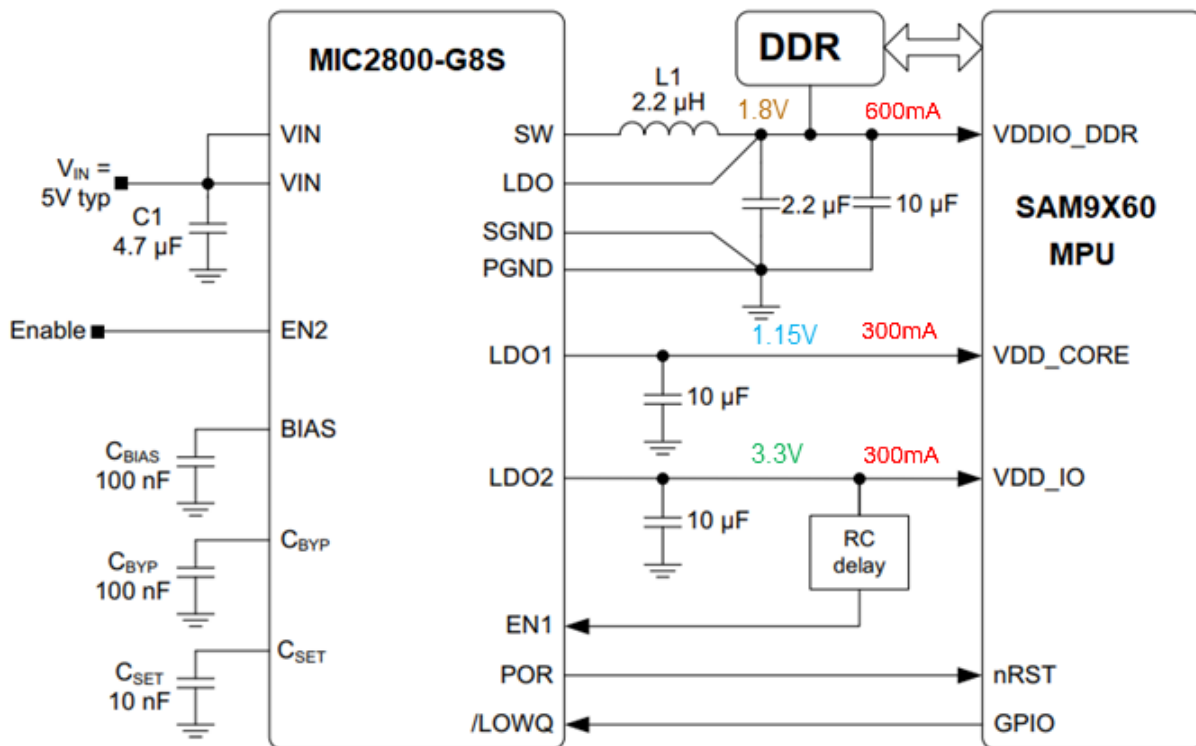 MIC2800-G8S
DDR
L1
2.2 µH
1.8V
600mA
VIN
SW
VDDIO_DDR
VIN =
5V typ
VIN
LDO
C1
4.7 µF
2.2 µF
10 µF
SAM9X60
MPU
SGND
PGND
Enable
EN2
1.15V
300mA
LDO1
VDD_CORE
10 µF
BIAS
CBIAS
100 nF
3.3V
300mA
LDO2
VDD_IO
10 µF
RC
delay
CBYP
CBYP
100 nF
EN1
CSET
CSET
10 nF
POR
nRST
/LOWQ
GPIO